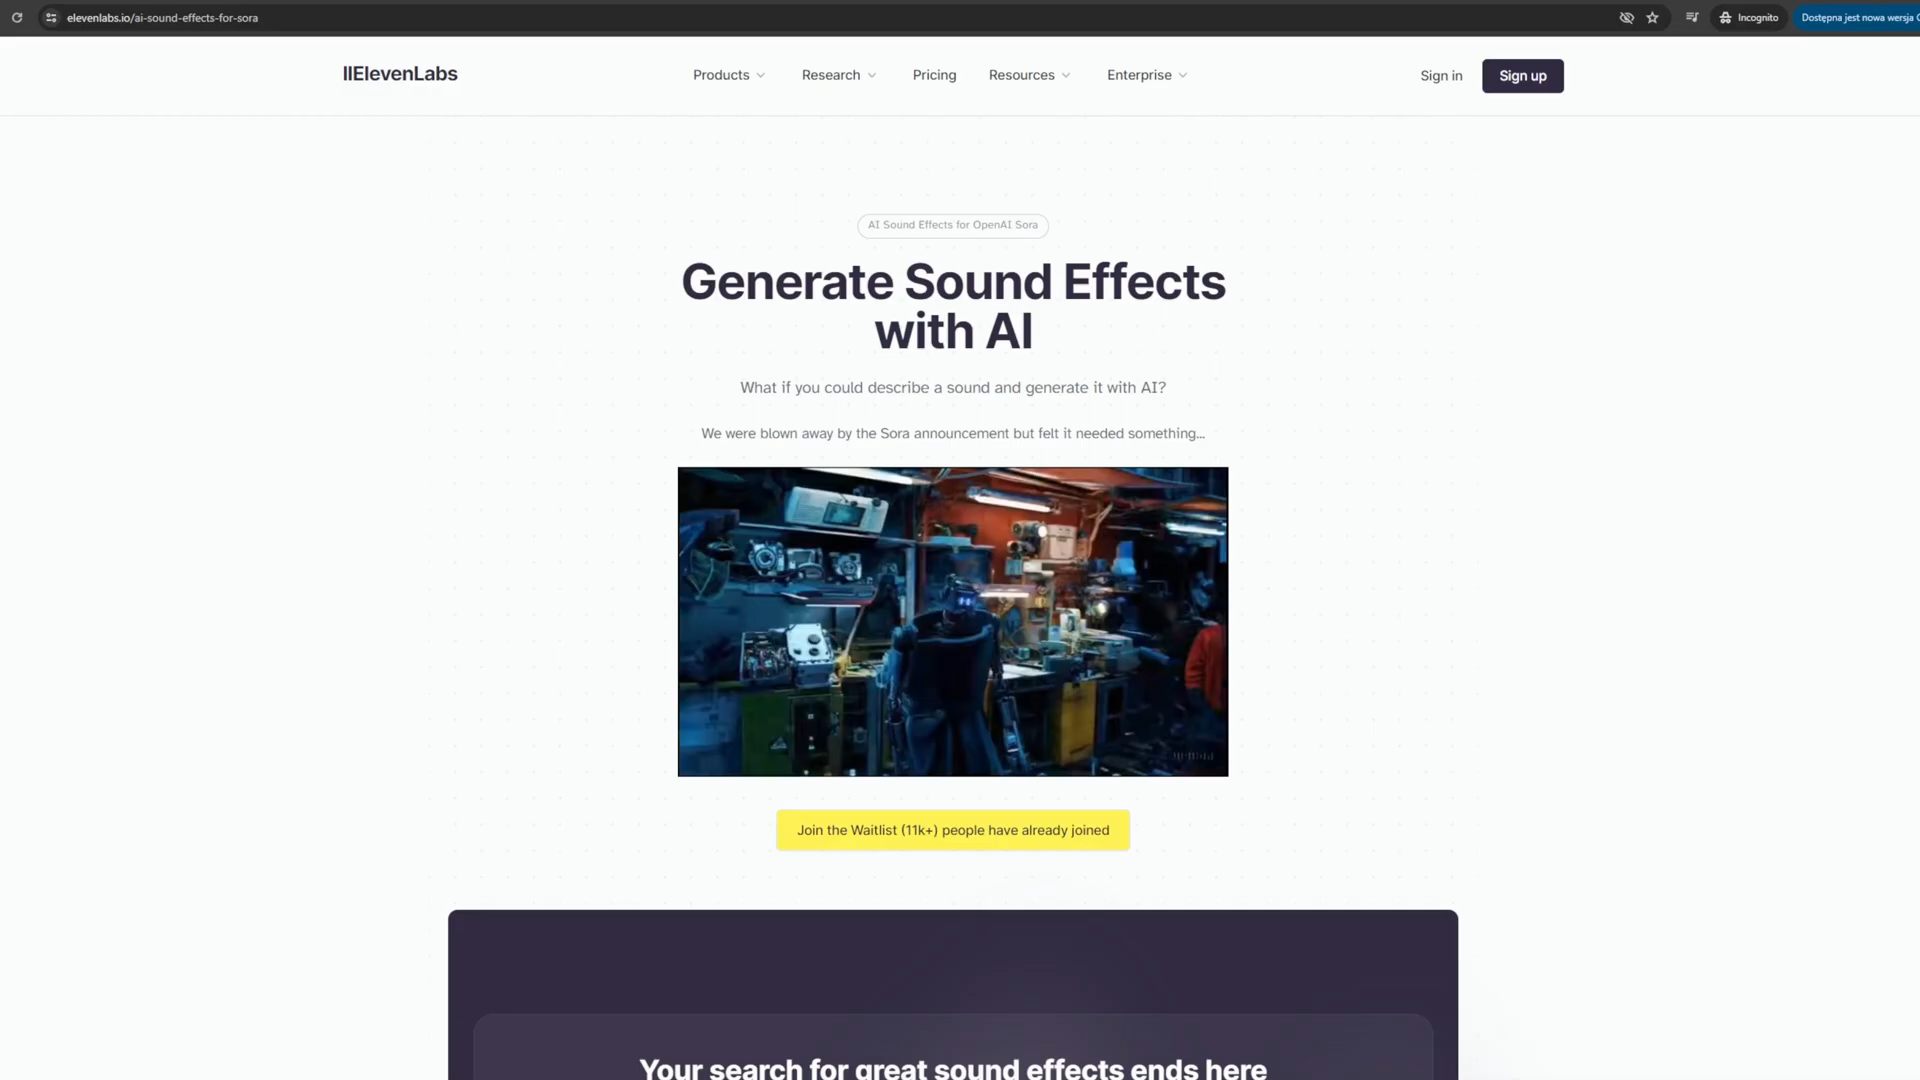 elevenlabs.io/ai-sound-effects-for-sora
Incognito
Dostępna jest nowa wersja
IIElevenLabs
Products
Research
Pricing
Resources
Enterprise
Sign in
Sign up
AI Sound Effects for OpenAI Sora
Generate Sound Effects
with AI
What if you could describe a sound and generate it with AI?
We were blown away by the Sora announcement but felt it needed something...
Join the Waitlist (11k+) people have already joined
Your search for great sound effects ends here